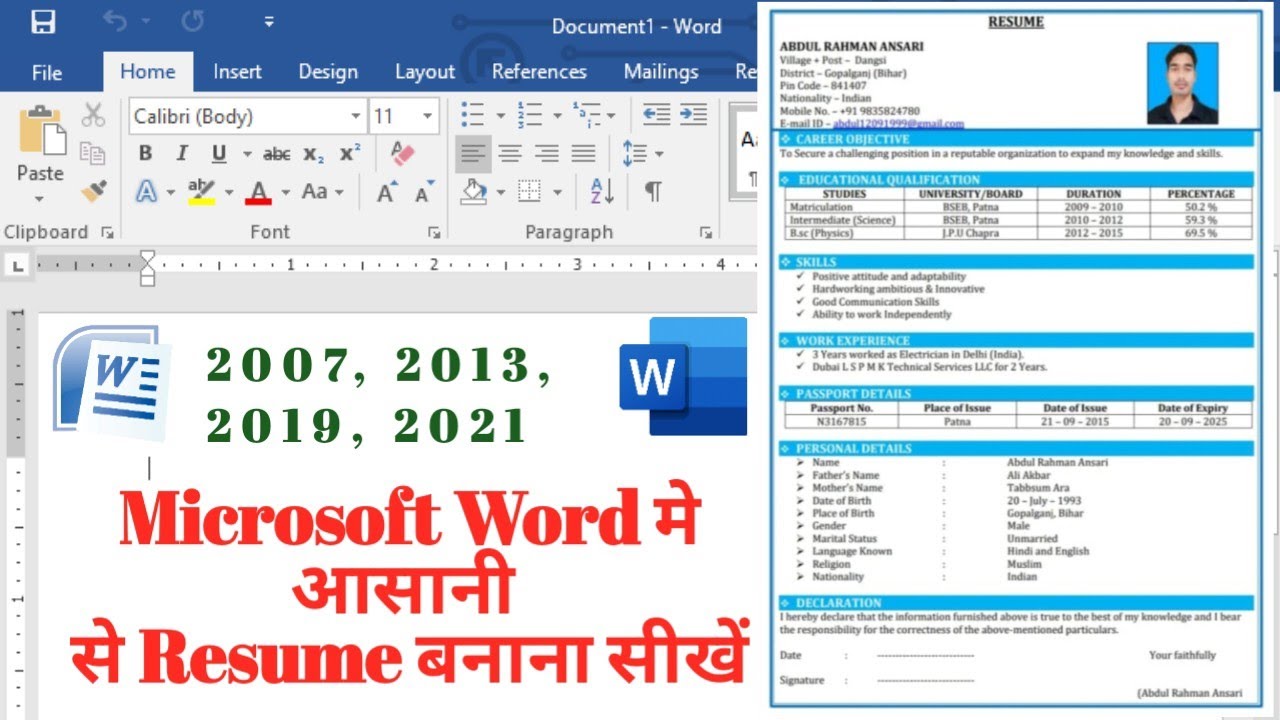 Document1 - Word
File Home Insert Design Layout References Mailings Re
Calibri (Body) 11
Paste
B I U abc x₂ x²
A ab A Aa A A
Clipboard Font Paragraph
1 2 3 4
2007, 2013,
2019, 2021
W
W
Microsoft Word मे
आसानी
से Resume बनाना सीखें
RESUME
ABDUL RAHMAN ANSARI
Village + Post – Dangsi
District – Gopalganj (Bihar)
Pin Code – 841407
Nationality – Indian
Mobile No. – +91 9835824780
E-mail ID – abdul12091999@gmail.com
❖ CAREER OBJECTIVE
To Secure a challenging position in a reputable organization to expand my knowledge and skills.
❖ EDUCATIONAL QUALIFICATION
STUDIES UNIVERSITY/BOARD DURATION PERCENTAGE
Matriculation BSEB, Patna 2009 – 2010 50.2 %
Intermediate (Science) BSEB, Patna 2010 – 2012 59.3 %
B.sc (Physics) J.P.U Chapra 2012 – 2015 69.5 %
❖ SKILLS
✓ Positive attitude and adaptability
✓ Hardworking ambitious & Innovative
✓ Good Communication Skills
✓ Ability to work Independently
❖ WORK EXPERIENCE
✓ 3 Years worked as Electrician in Delhi (India).
✓ Dubai L S P M K Technical Services LLC for 2 Years.
❖ PASSPORT DETAILS
Passport No. Place of Issue Date of Issue Date of Expiry
N3167815 Patna 21 – 09 – 2015 20 – 09 – 2025
❖ PERSONAL DETAILS
➢ Name : Abdul Rahman Ansari
➢ Father's Name : Ali Akbar
➢ Mother's Name : Tabbsum Ara
➢ Date of Birth : 20 – July – 1993
➢ Place of Birth : Gopalganj, Bihar
➢ Gender : Male
➢ Marital Status : Unmarried
➢ Language Known : Hindi and English
➢ Religion : Muslim
➢ Nationality : Indian
❖ DECLARATION
I hereby declare that the information furnished above is true to the best of my knowledge and I bear
the responsibility for the correctness of the above-mentioned particulars.
Date : ------------------------- Your faithfully
Signature : -------------------------
(Abdul Rahman Ansari